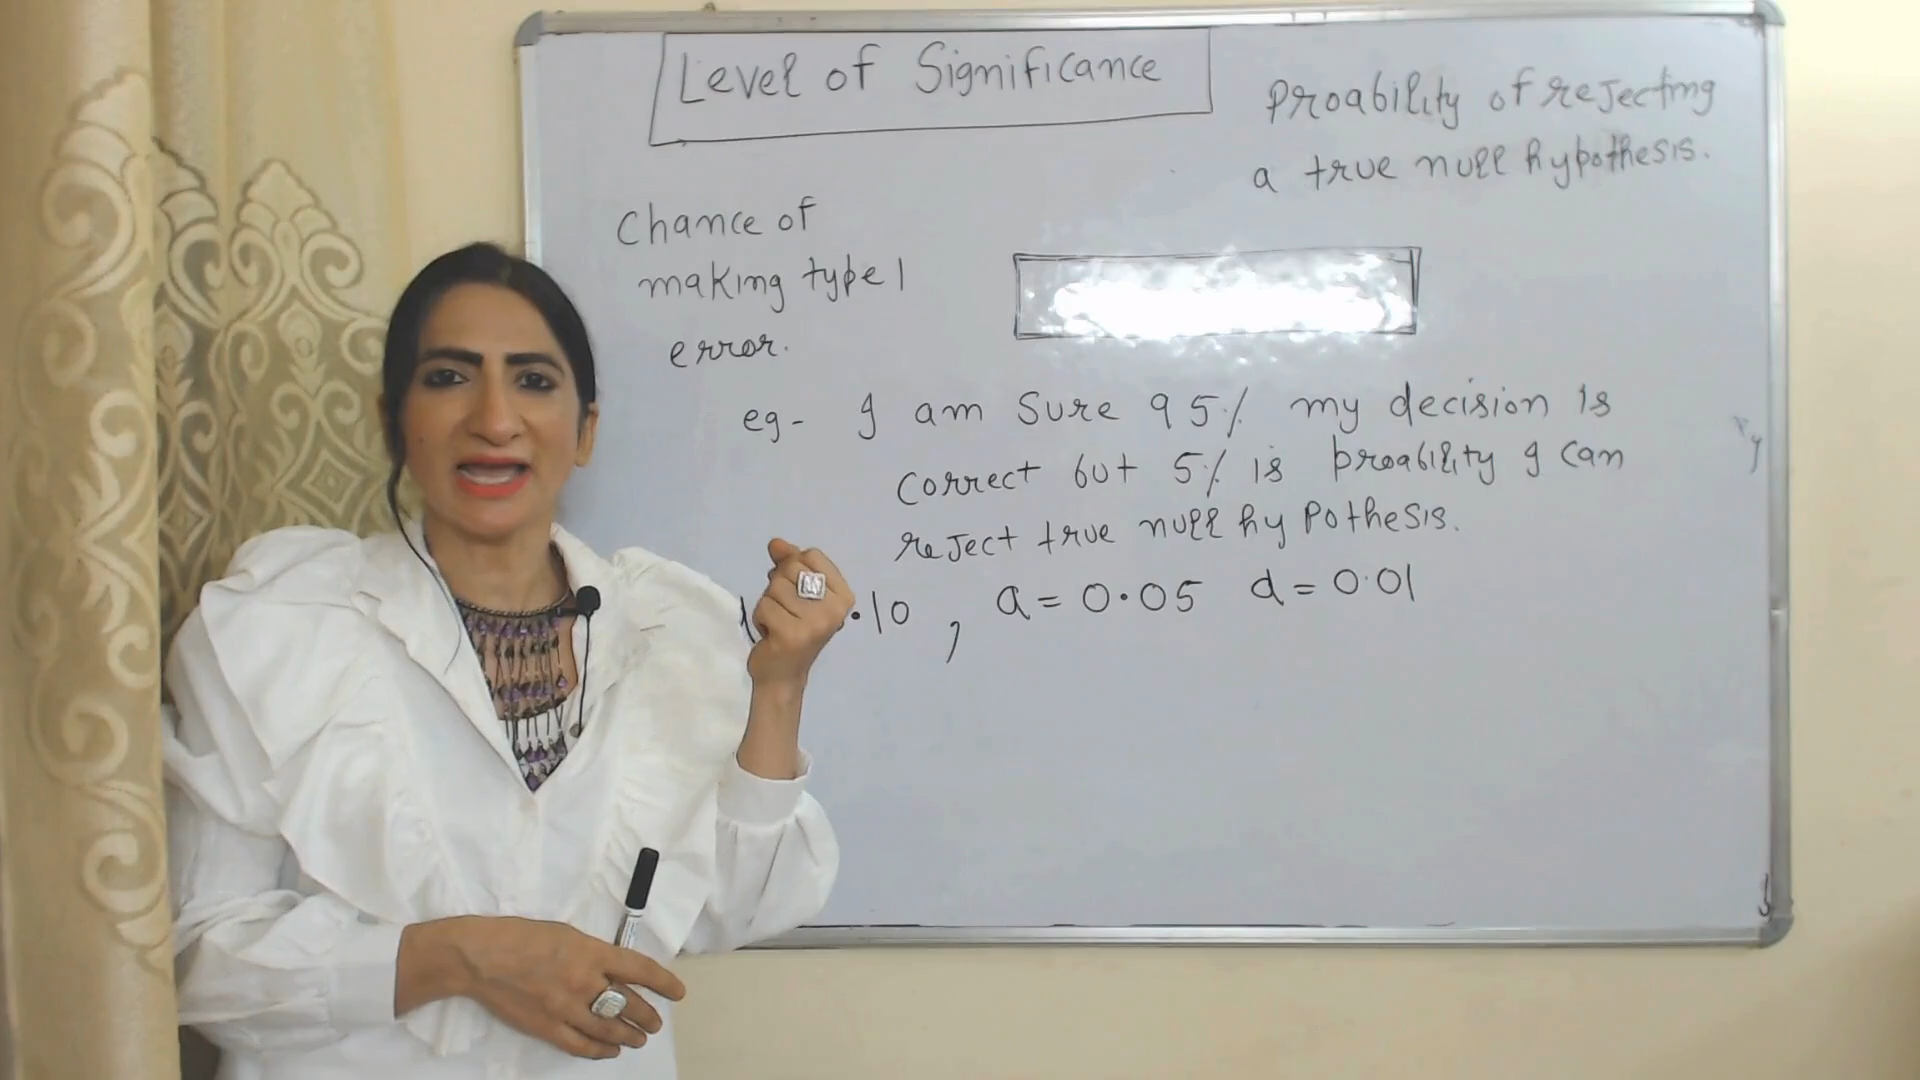 Level of Significance
Proability of rejecting
a true null hypothesis.
Chance of
making type 1
error.
eg- I am sure 95% my decision is
correct but 5% is proability I can
reject true null hypothesis.
.10 , a = 0.05 d = 0.01